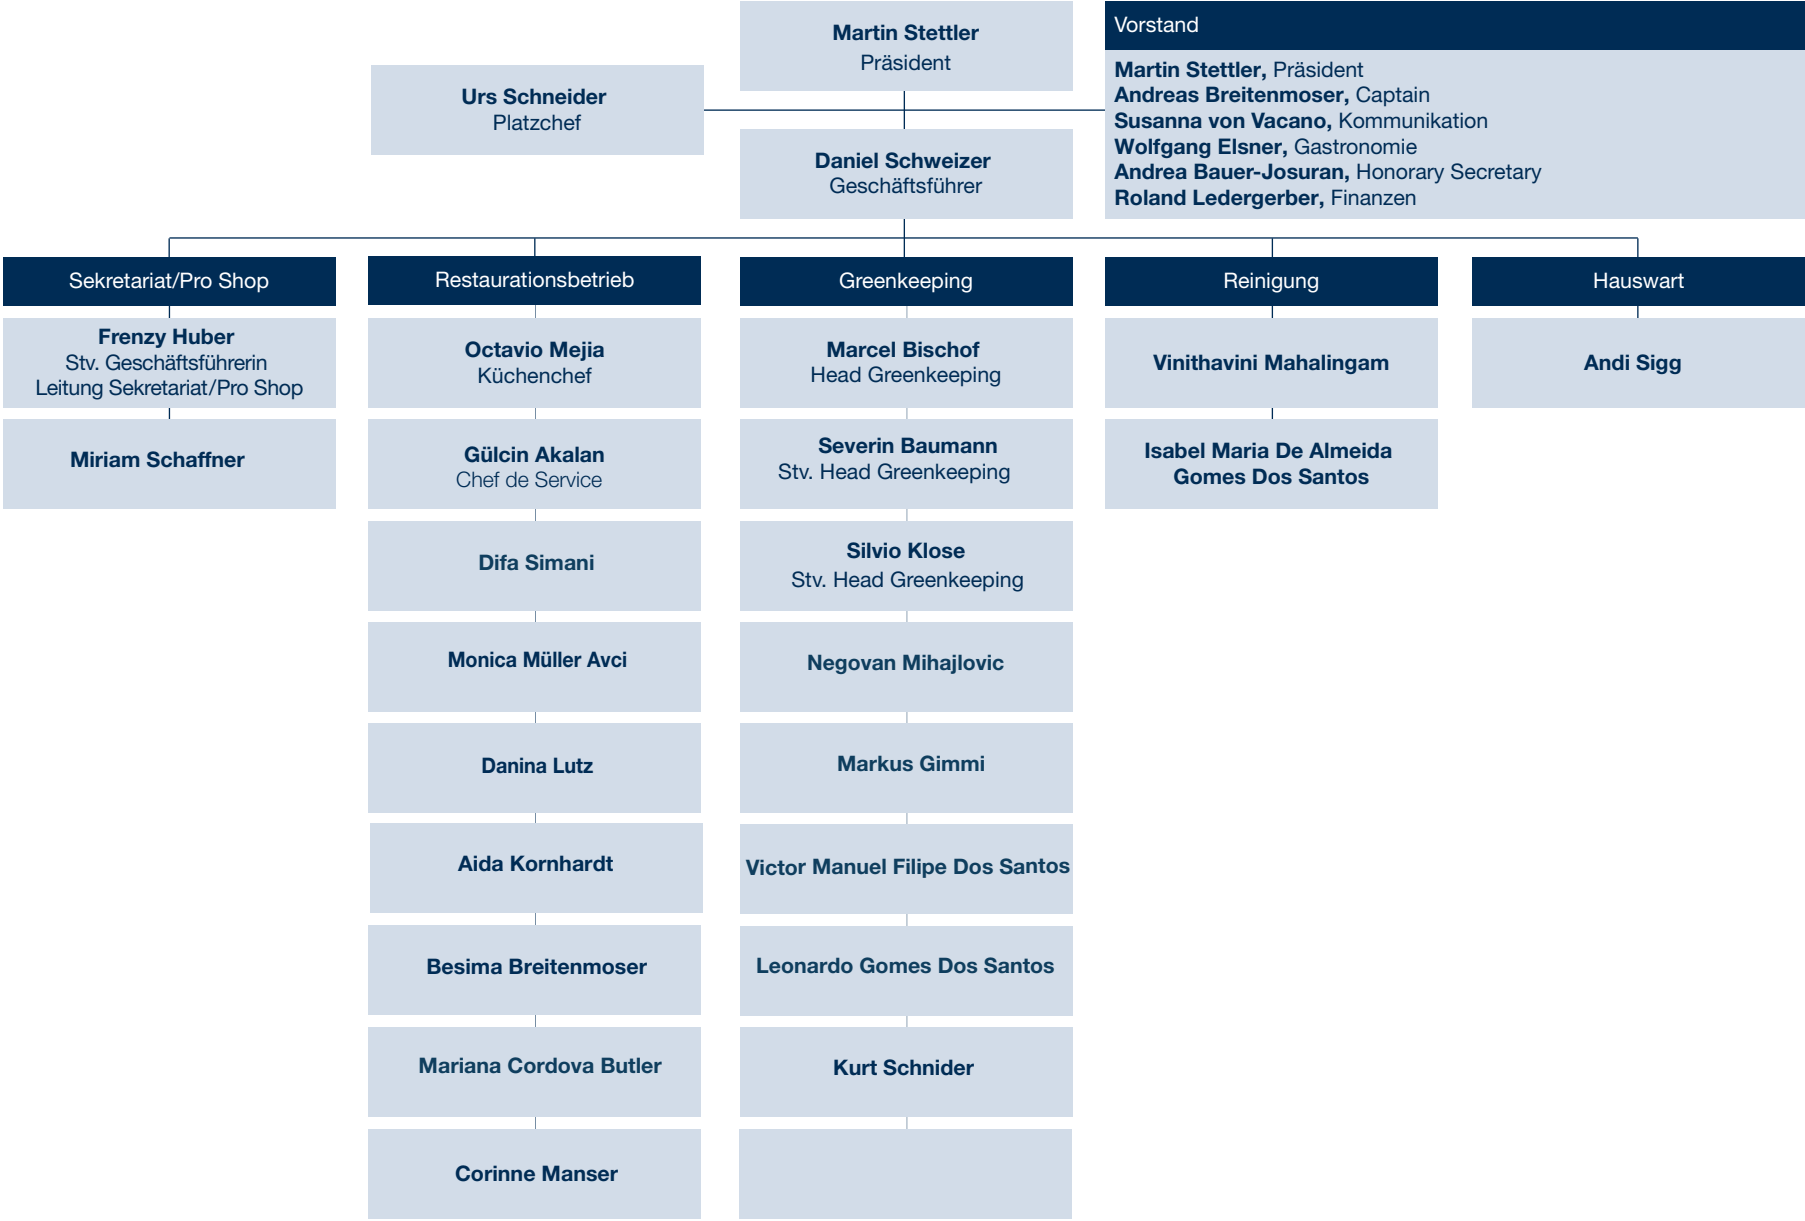 Martin Stettler
Präsident
Urs Schneider
Platzchef
Daniel Schweizer
Geschäftsführer
Vorstand
Martin Stettler, Präsident
Andreas Breitenmoser, Captain
Susanna von Vacano, Kommunikation
Wolfgang Elsner, Gastronomie
Andrea Bauer-Josuran, Honorary Secretary
Roland Ledergerber, Finanzen
Sekretariat/Pro Shop
Frenzy Huber
Stv. Geschäftsführerin
Leitung Sekretariat/Pro Shop
Miriam Schaffner
Restaurationsbetrieb
Octavio Mejia
Küchenchef
Gülcin Akalan
Chef de Service
Difa Simani
Monica Müller Avci
Danina Lutz
Aida Kornhardt
Besima Breitenmoser
Mariana Cordova Butler
Corinne Manser
Greenkeeping
Marcel Bischof
Head Greenkeeping
Severin Baumann
Stv. Head Greenkeeping
Silvio Klose
Stv. Head Greenkeeping
Negovan Mihajlovic
Markus Gimmi
Victor Manuel Filipe Dos Santos
Leonardo Gomes Dos Santos
Kurt Schnider
Reinigung
Vinithavini Mahalingam
Isabel Maria De Almeida
Gomes Dos Santos
Hauswart
Andi Sigg